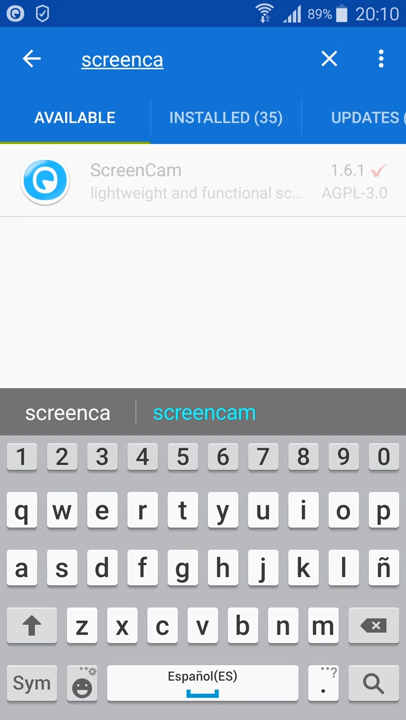 89% 20:10
screenca
AVAILABLE INSTALLED (35) UPDATES (
ScreenCam 1.6.1
lightweight and functional sc... AGPL-3.0
screenca screencam
1 2 3 4 5 6 7 8 9 0
q w e r t y u i o p
a s d f g h j k l ñ
z x c v b n m
Sym Español(ES) . ?